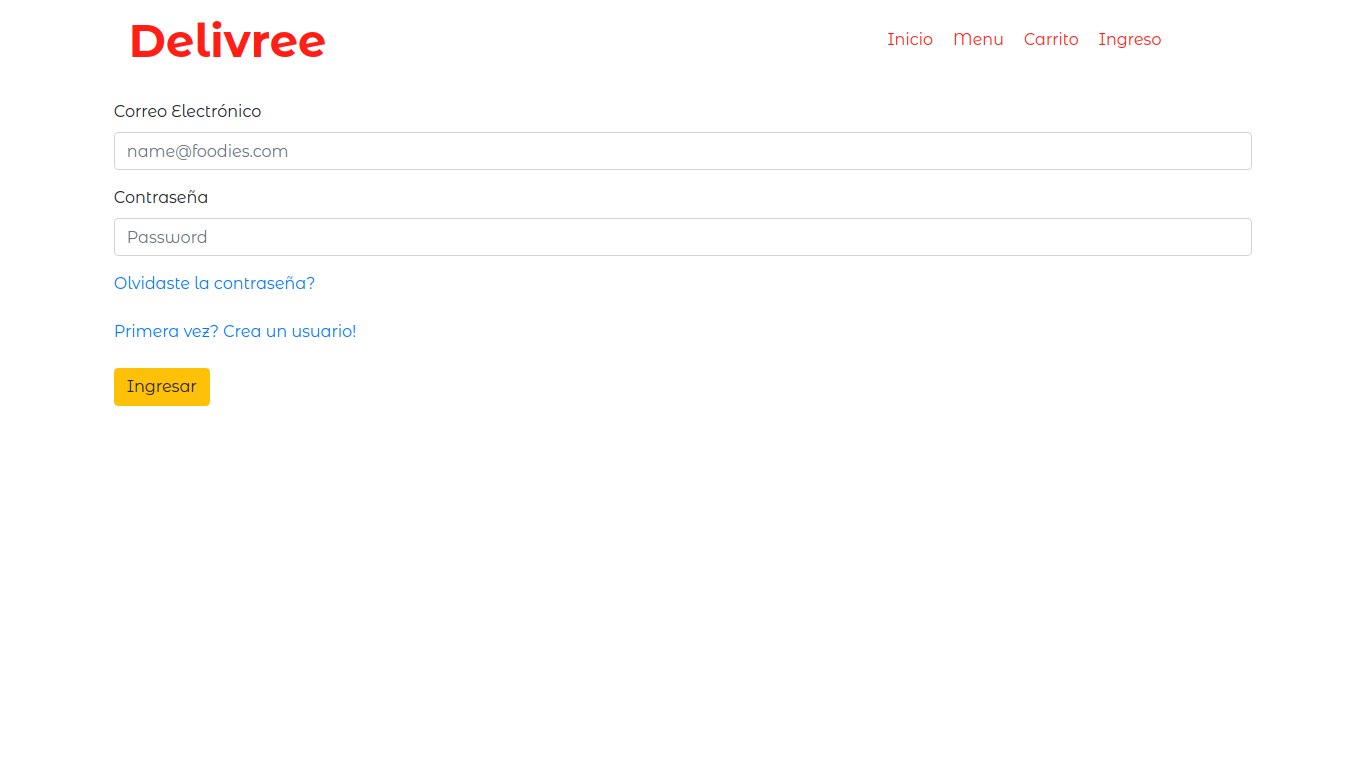 Delivree
Inicio Menu Carrito Ingreso
Correo Electrónico
name@foodies.com
Contraseña
Password
Olvidaste la contraseña?
Primera vez? Crea un usuario!
Ingresar